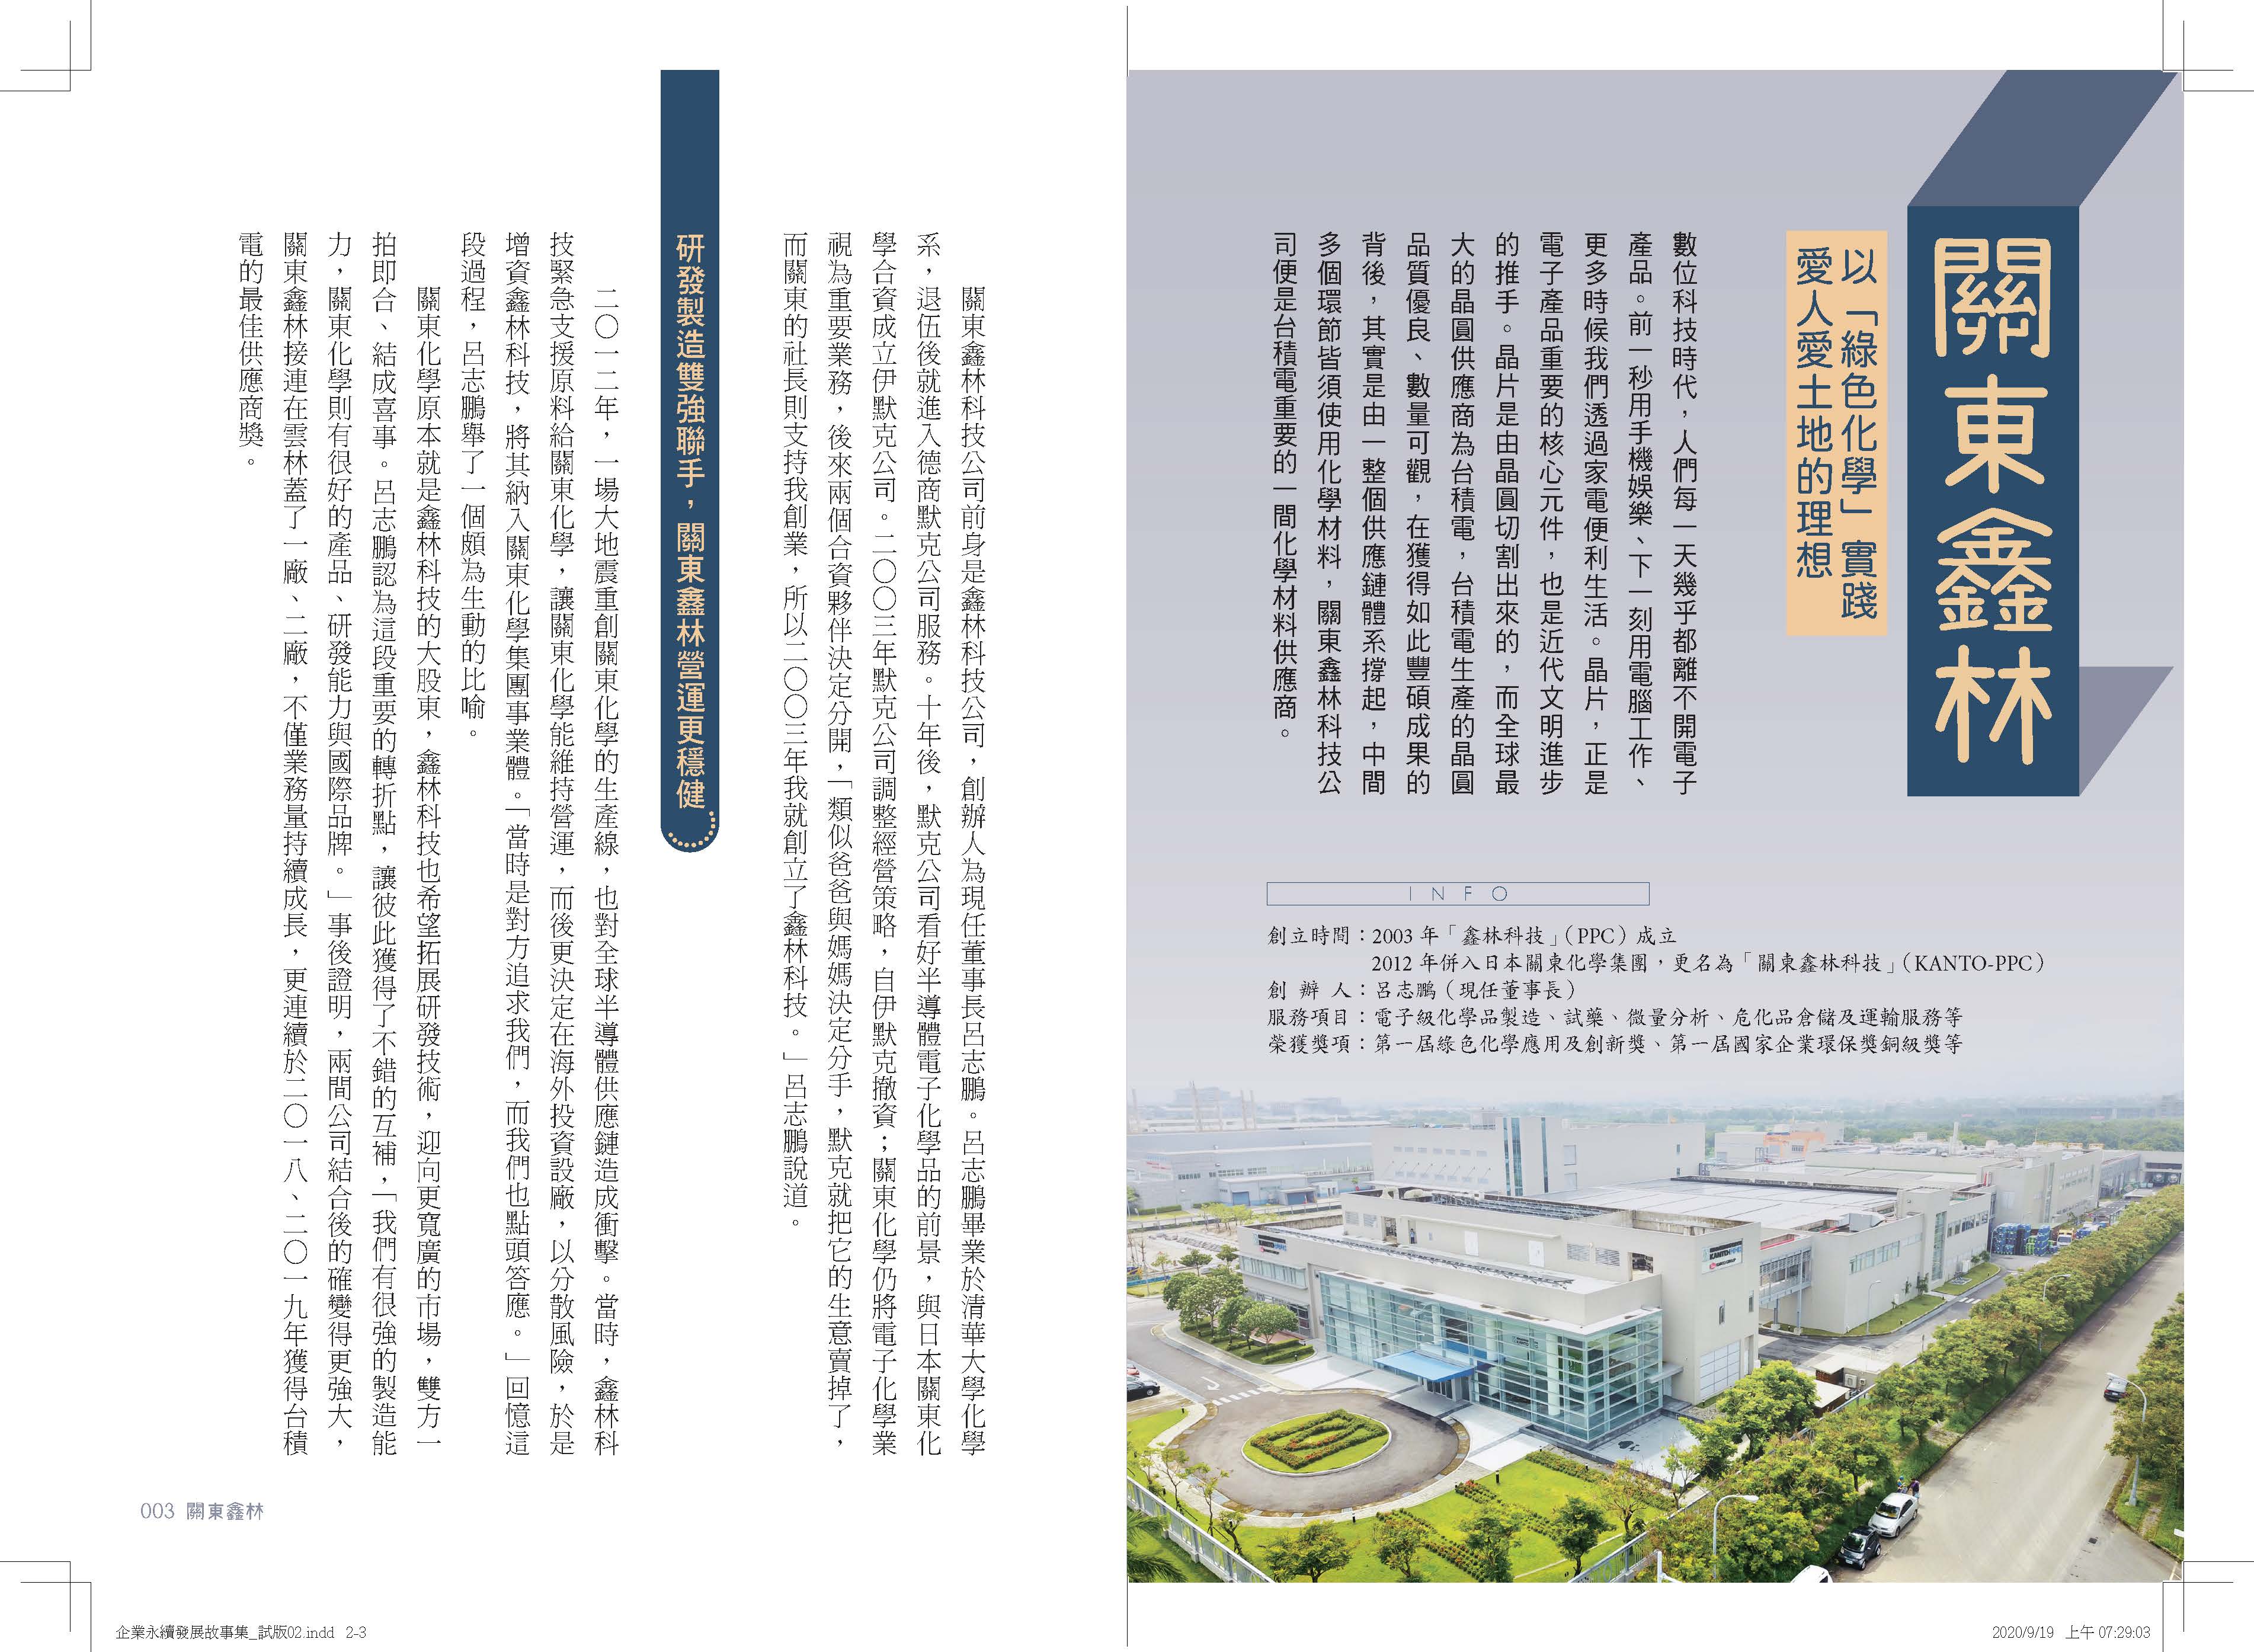 關東鑫林
以「綠色化學」實踐
愛人愛土地的理想
數位科技時代，人們每一天幾乎都離不開電子
產品。前一秒用手機娛樂、下一刻用電腦工作、
更多時候我們透過家電便利生活。晶片，正是
電子產品重要的核心元件，也是近代文明進步
的推手。晶片是由晶圓切割出來的，而全球最
大的晶圓供應商為台積電，台積電生產的晶圓
品質優良、數量可觀，在獲得如此豐碩成果的
背後，其實是由一整個供應鏈體系撐起，中間
多個環節皆須使用化學材料，關東鑫林科技公
司便是台積電重要的一間化學材料供應商。
INFO
創立時間：2003 年「鑫林科技」（PPC）成立
2012 年併入日本關東化學集團，更名為「關東鑫林科技」（KANTO-PPC）
創 辦 人：呂志鵬（現任董事長）
服務項目：電子級化學品製造、試藥、微量分析、危化品倉儲及運輸服務等
榮獲獎項：第一屆綠色化學應用及創新獎、第一屆國家企業環保獎銅級獎等
關東鑫林科技公司前身是鑫林科技公司，創辦人為現任董事長呂志鵬。呂志鵬畢業於清華大學化學
系，退伍後就進入德商默克公司服務。十年後，默克公司看好半導體電子化學品的前景，與日本關東化
學合資成立伊默克公司。二〇〇三年默克公司調整經營策略，自伊默克撤資；關東化學仍將電子化學業
視為重要業務，後來兩個合資夥伴決定分開，「類似爸爸與媽媽決定分手，默克就把它的生意賣掉了，
而關東的社長則支持我創業，所以二〇〇三年我就創立了鑫林科技。」呂志鵬說道。
研發製造雙強聯手，關東鑫林營運更穩健
二〇一二年，一場大地震重創關東化學的生產線，也對全球半導體供應鏈造成衝擊。當時，鑫林科
技緊急支援原料給關東化學，讓關東化學能維持營運，而後更決定在海外投資設廠，以分散風險，於是
增資鑫林科技，將其納入關東化學集團事業體。「當時是對方追求我們，而我們也點頭答應。」回憶這
段過程，呂志鵬舉了一個頗為生動的比喻。
關東化學原本就是鑫林科技的大股東，鑫林科技也希望拓展研發技術，迎向更寬廣的市場，雙方一
拍即合、結成喜事。呂志鵬認為這段重要的轉折點，讓彼此獲得了不錯的互補，「我們有很強的製造能
力，關東化學則有很好的產品、研發能力與國際品牌。」事後證明，兩間公司結合後的確變得更強大，
關東鑫林接連在雲林蓋了一廠、二廠，不僅業務量持續成長，更連續於二〇一八、二〇一九年獲得台積
電的最佳供應商獎。
003 關東鑫林
企業永續發展故事集_試版02.indd 2-3
2020/9/19 上午 07:29:03